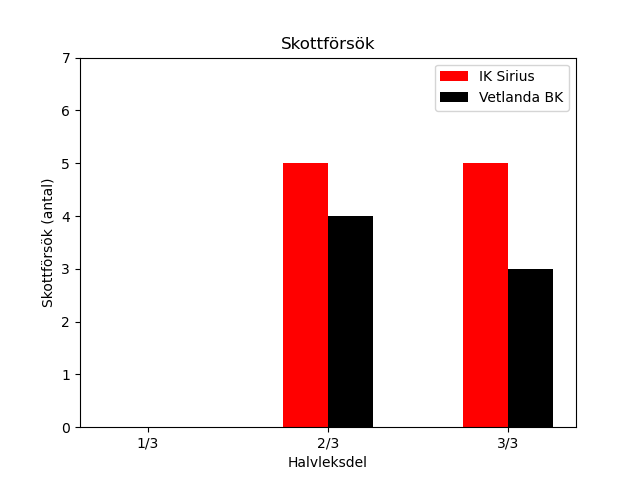 Skottförsök
IK Sirius
Vetlanda BK
Skottförsök (antal)
7
6
5
4
3
2
1
0
1/3
2/3
3/3
Halvleksdel